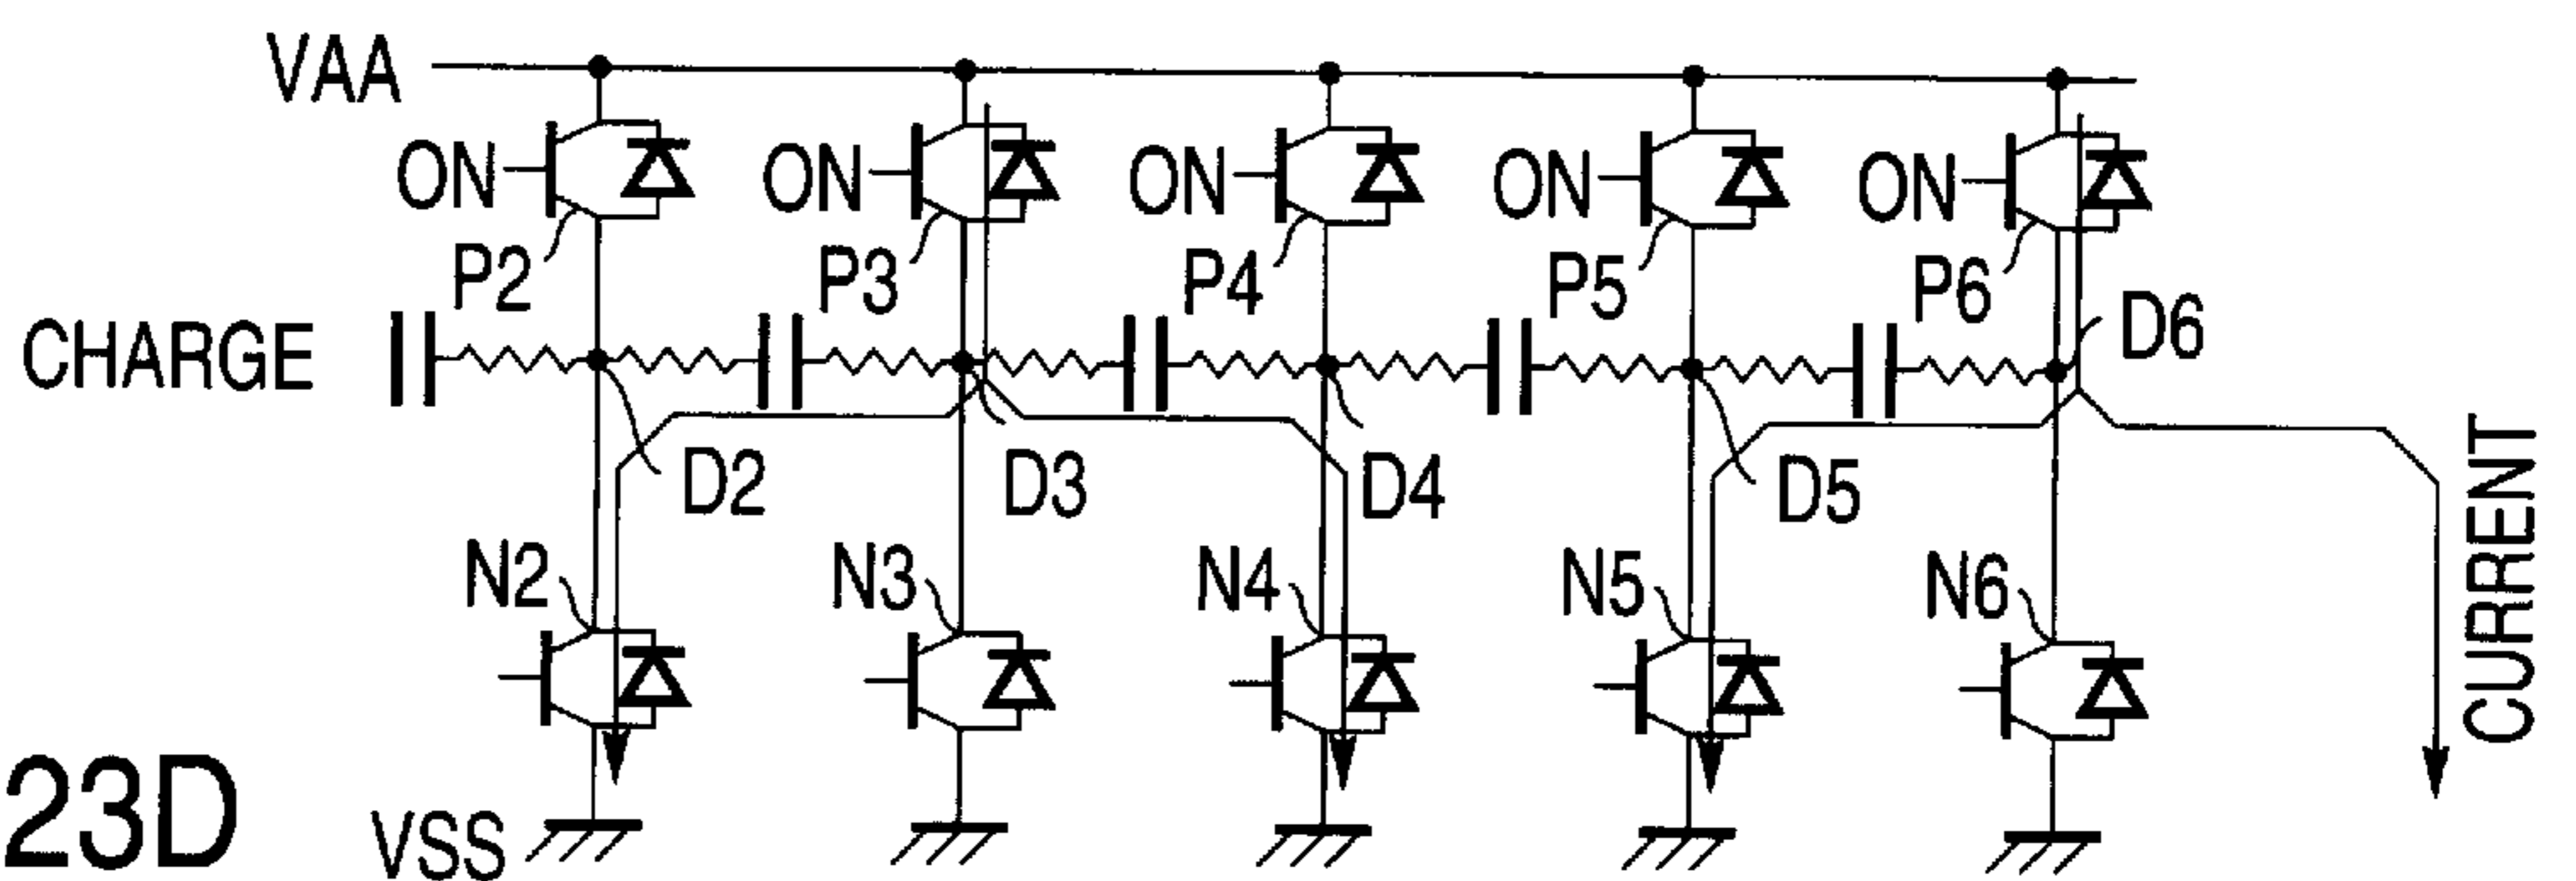 VAA
ON ON ON ON ON
P2 P3 P4 P5 P6
CHARGE
D6
D2 D3 D4 D5
N2 N3 N4 N5 N6
CURRENT
23D
VSS